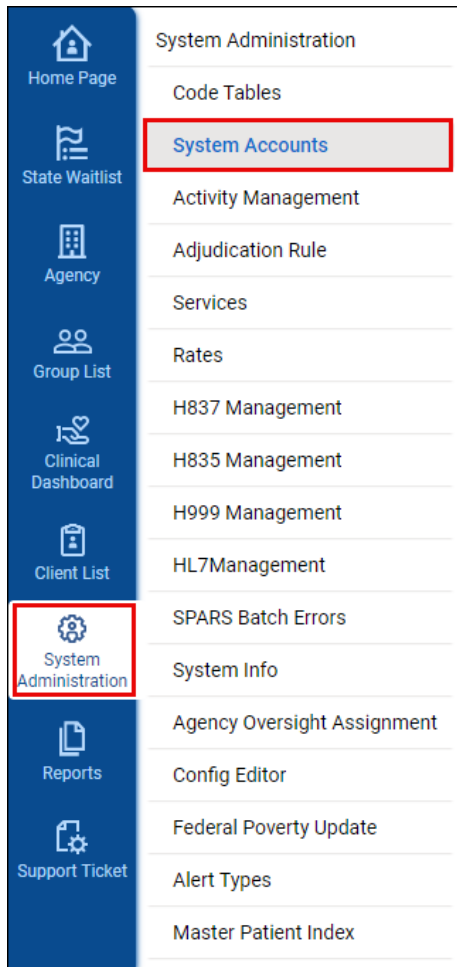 Home Page
State Waitlist
Agency
Group List
Clinical
Dashboard
Client List
System
Administration
Reports
Support Ticket
System Administration
Code Tables
System Accounts
Activity Management
Adjudication Rule
Services
Rates
H837 Management
H835 Management
H999 Management
HL7Management
SPARS Batch Errors
System Info
Agency Oversight Assignment
Config Editor
Federal Poverty Update
Alert Types
Master Patient Index